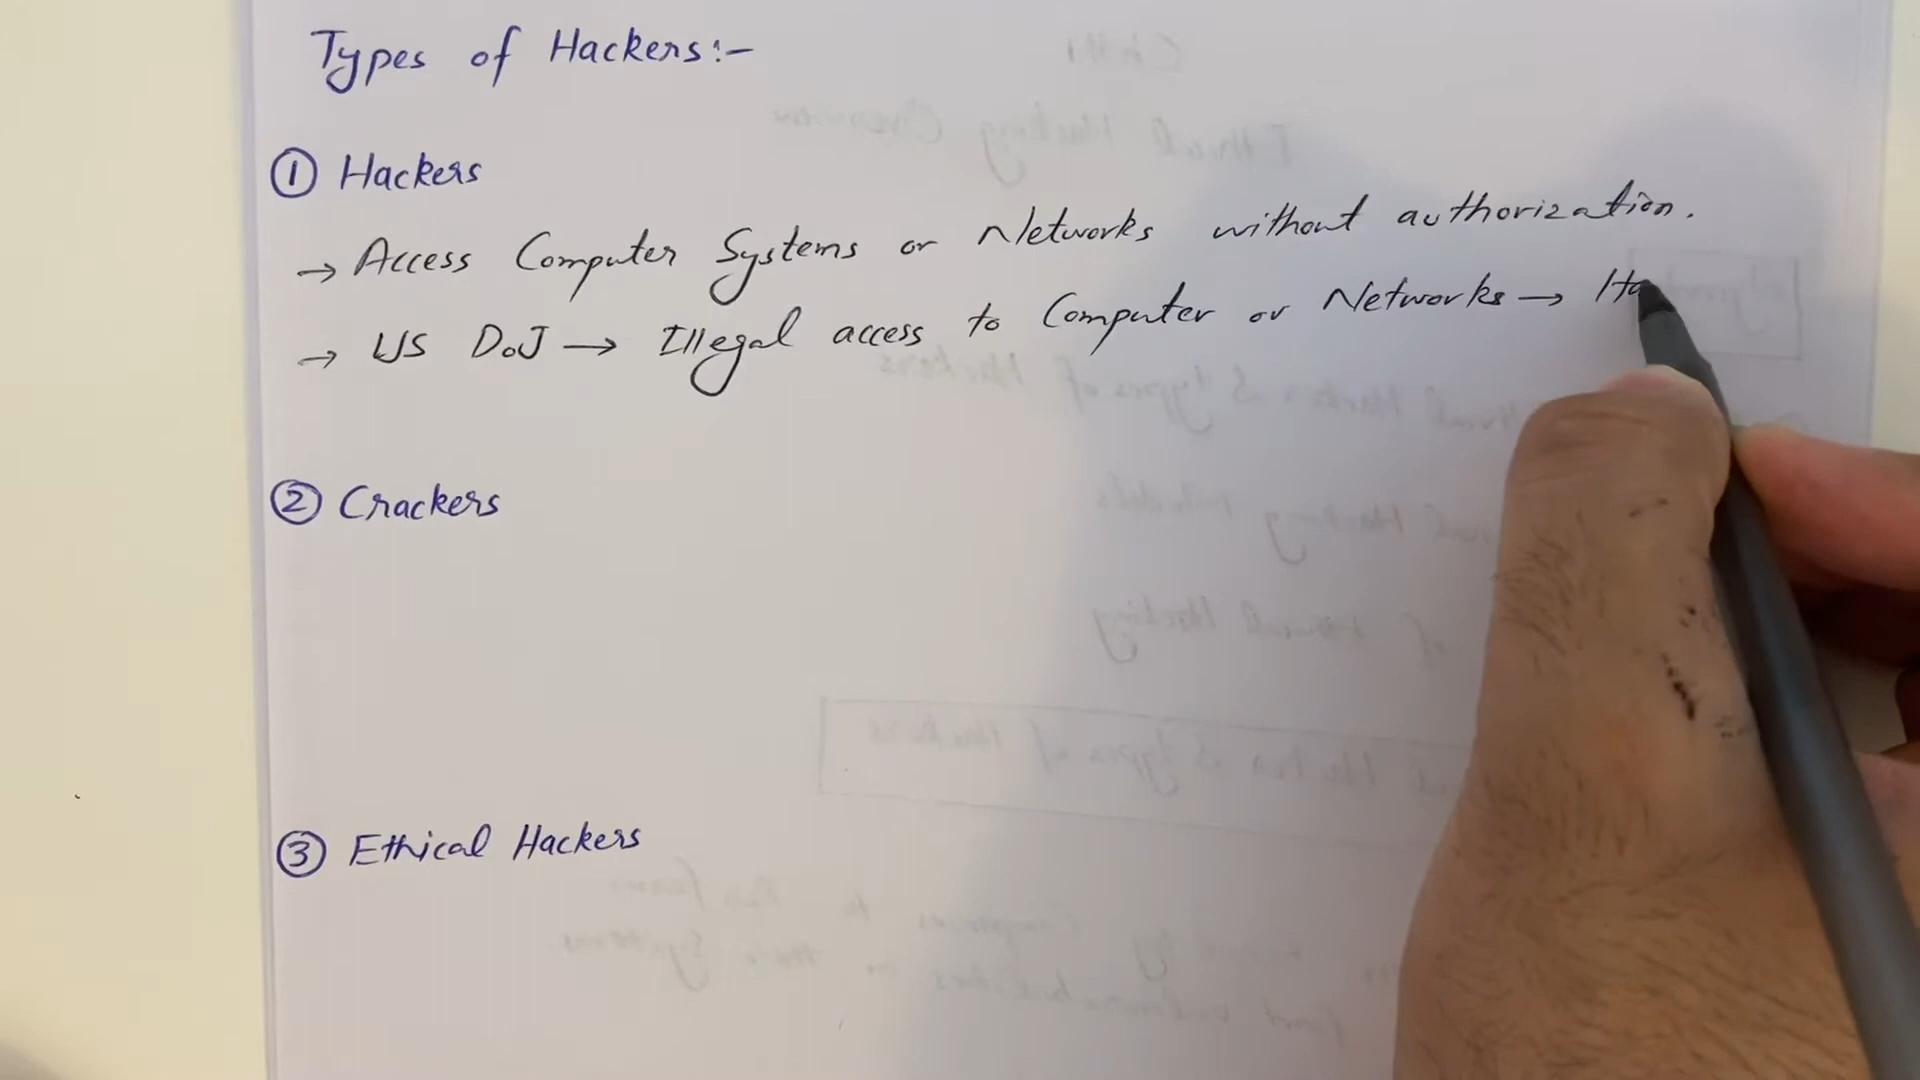 Types of Hackers:-
① Hackers
→ Access Computer Systems or Networks without authorization.
→ US DoJ → Illegal access to Computer or Networks → Ha
② Crackers
③ Ethical Hackers